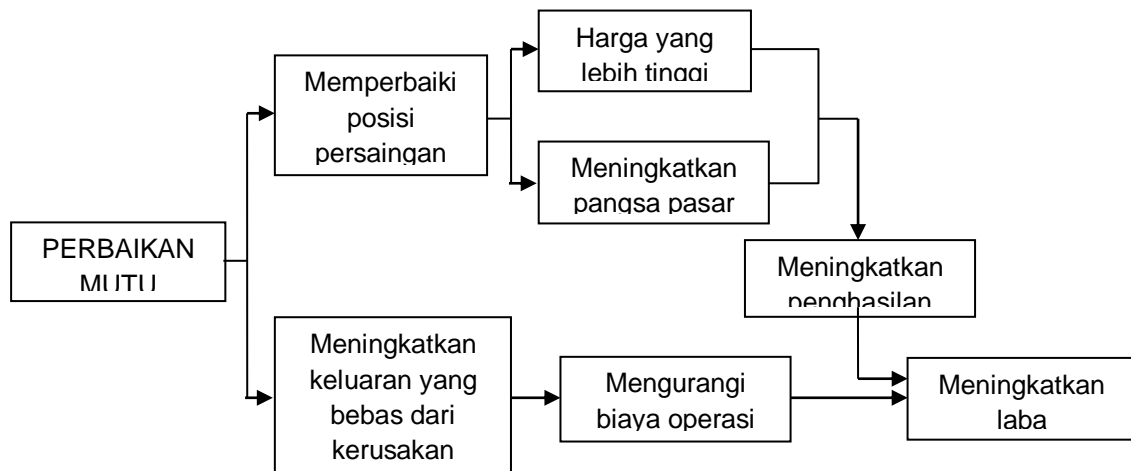 Harga yang
lebih tinggi
Memperbaiki
posisi
persaingan
Meningkatkan
pangsa pasar
PERBAIKAN
MUTU
Meningkatkan
penghasilan
Meningkatkan
keluaran yang
bebas dari
kerusakan
Mengurangi
biaya operasi
Meningkatkan
laba